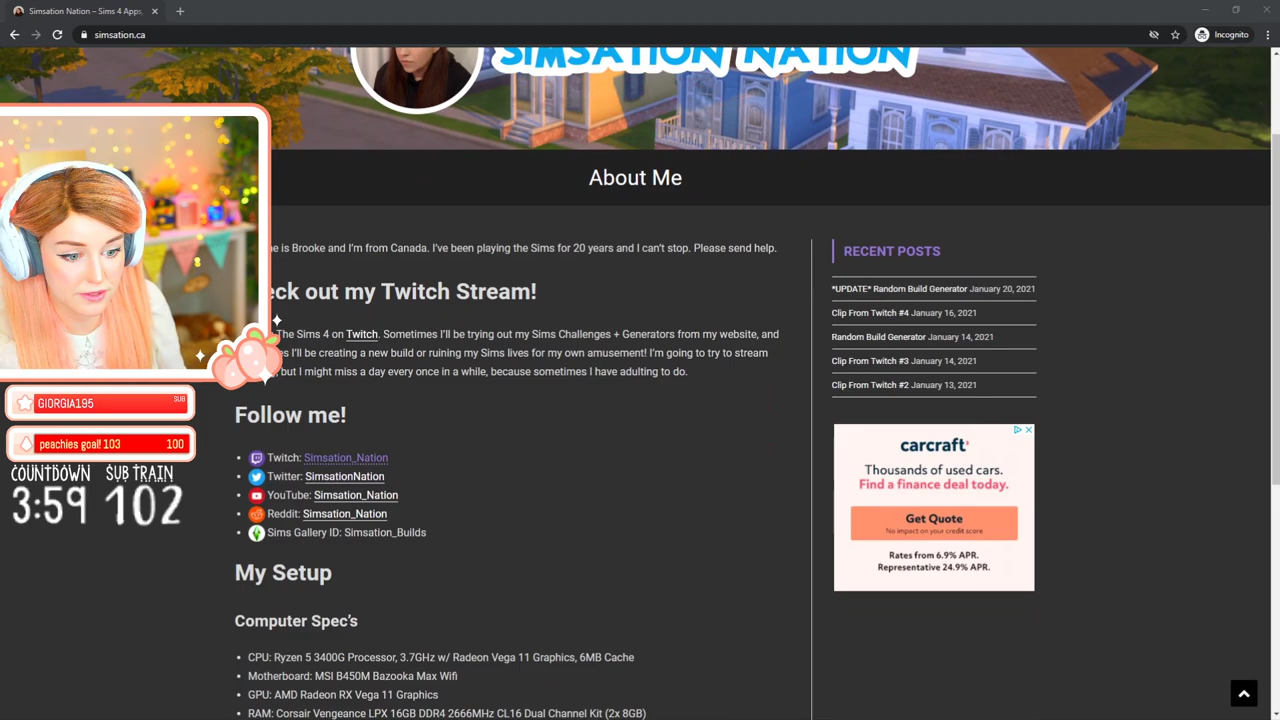 Simsation Nation – Sims 4 Apps,
simsation.ca
Incognito
SIMSATION NATION
About Me
is Brooke and I'm from Canada. I've been playing the Sims for 20 years and I can't stop. Please send help.
out my Twitch Stream!
The Sims 4 on Twitch. Sometimes I'll be trying out my Sims Challenges + Generators from my website, and
I'll be creating a new build or ruining my Sims lives for my own amusement! I'm going to try to stream
but I might miss a day every once in a while, because sometimes I have adulting to do.
Follow me!
• Twitch: Simsation_Nation
• Twitter: SimsationNation
• YouTube: Simsation_Nation
• Reddit: Simsation_Nation
• Sims Gallery ID: Simsation_Builds
My Setup
Computer Spec's
• CPU: Ryzen 5 3400G Processor, 3.7GHz w/ Radeon Vega 11 Graphics, 6MB Cache
• Motherboard: MSI B450M Bazooka Max Wifi
• GPU: AMD Radeon RX Vega 11 Graphics
• RAM: Corsair Vengeance LPX 16GB DDR4 2666MHz CL16 Dual Channel Kit (2x 8GB)
RECENT POSTS
*UPDATE* Random Build Generator January 20, 2021
Clip From Twitch #4 January 16, 2021
Random Build Generator January 14, 2021
Clip From Twitch #3 January 14, 2021
Clip From Twitch #2 January 13, 2021
carcraft
Thousands of used cars.
Find a finance deal today.
Get Quote
No impact on your credit score
Rates from 6.9% APR.
Representative 24.9% APR.
GIORGIA195 SUB
peachies goal! 103 100
COUNTDOWN SUB TRAIN
3:59 102